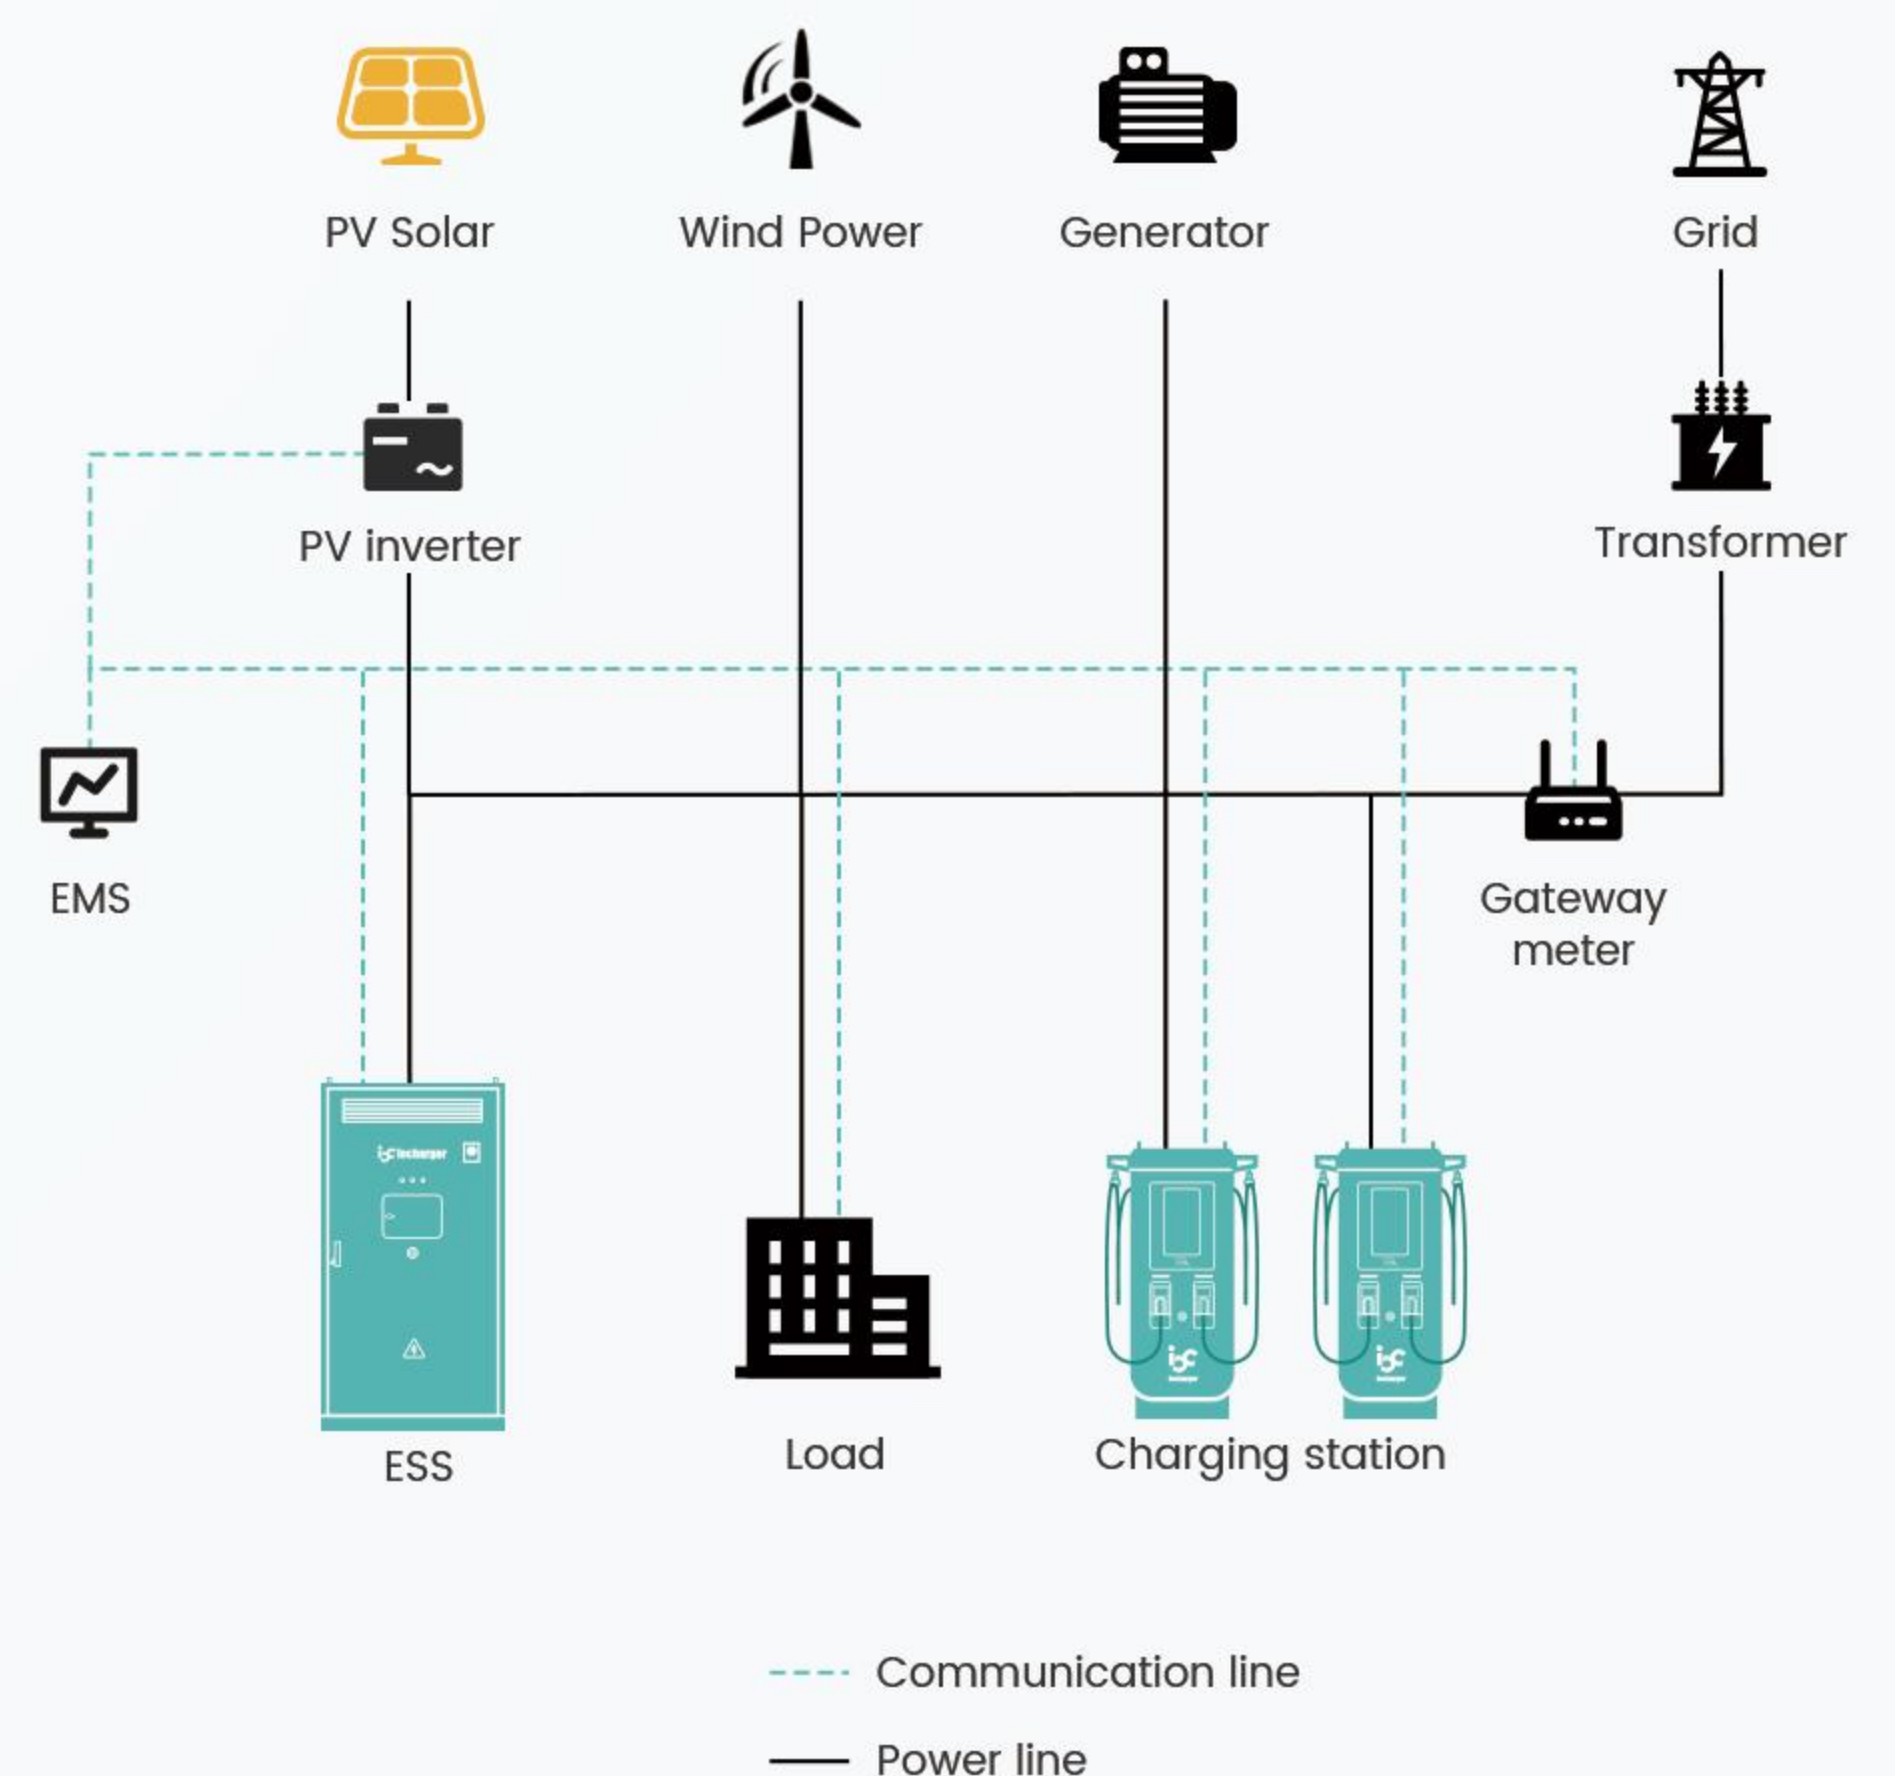 PV Solar
Wind Power
Generator
Grid
PV inverter
Transformer
EMS
Gateway
meter
ESS
Load
Charging station
Communication line
Power line